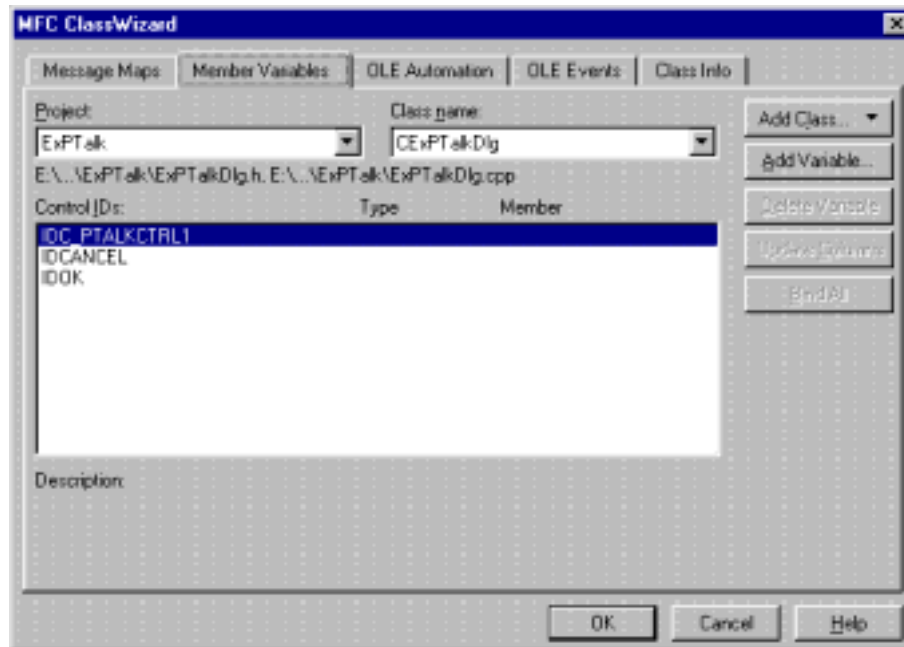 MFC ClassWizard
Message Maps Member Variables OLE Automation OLE Events Class Info
Project: Class name:
ExPTalk CExPTalkDlg
Add Class...
E:\...\ExPTalk\ExPTalkDlg.h, E:\...\ExPTalk\ExPTalkDlg.cpp
Add Variable...
Control IDs: Type Member
Delete Variable
IDC_PTALKCTRL1
IDCANCEL
Update Columns
IDOK
Bind All
Description:
OK Cancel Help